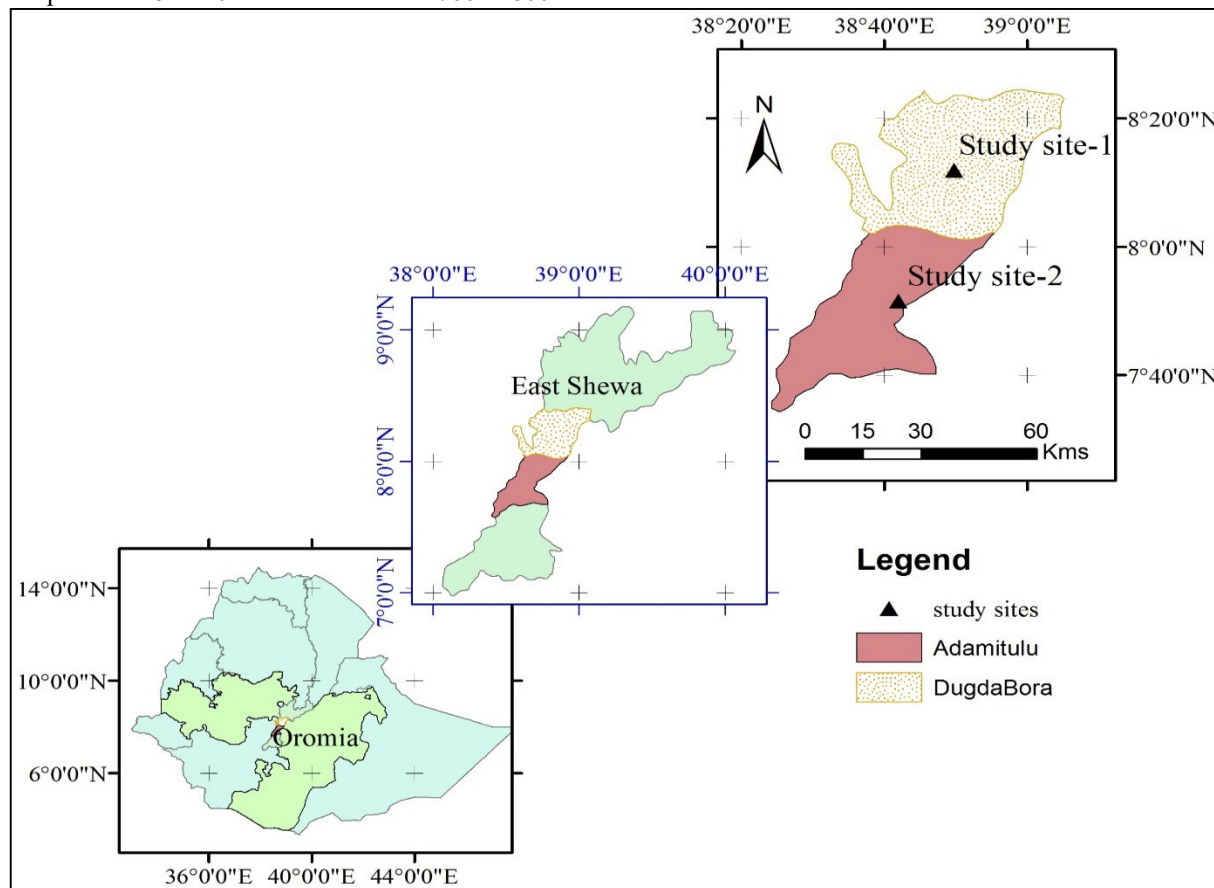 38°20'0"E 38°40'0"E 39°0'0"E
N
8°20'0"N
Study site-1
8°0'0"N
Study site-2
7°40'0"N
0 15 30 60
Kms
38°0'0"E 39°0'0"E 40°0'0"E
9°0'0"N
East Shewa
8°0'0"N
7°0'0"N
Legend
study sites
Adamitulu
DugdaBora
14°0'0"N
10°0'0"N
Oromia
6°0'0"N
36°0'0"E 40°0'0"E 44°0'0"E